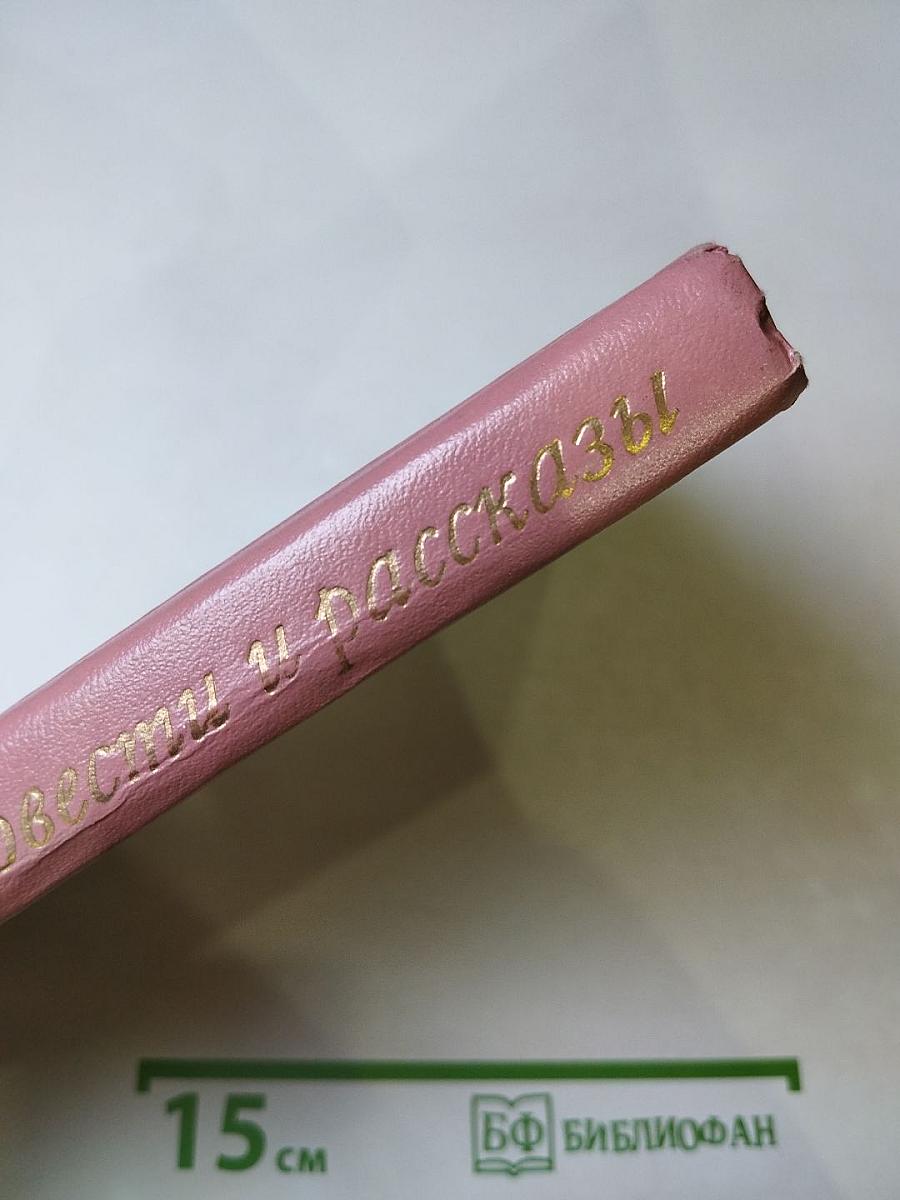 овести и рассказы
15 см
БФ БИБЛИОФАН